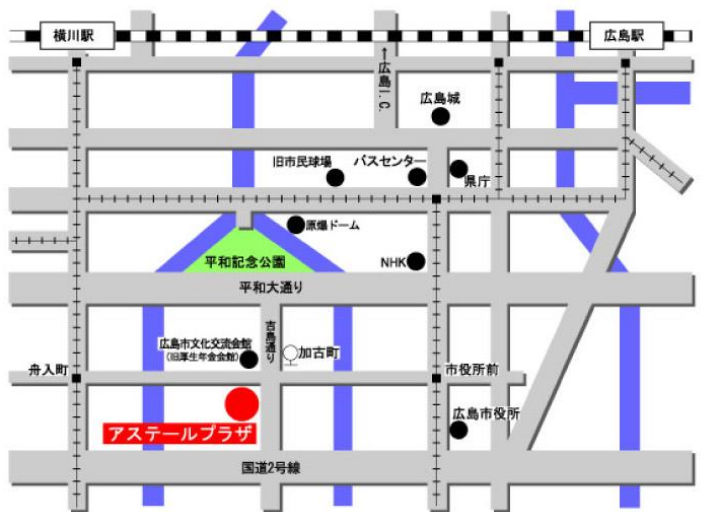 横川駅
広島駅
←広島I.C.
広島城
旧市民球場
バスセンター
県庁
原爆ドーム
平和記念公園
NHK
平和大通り
吉島通り
広島市文化交流会館
(旧厚生年金会館)
加古町
舟入町
市役所前
アステールプラザ
広島市役所
国道2号線